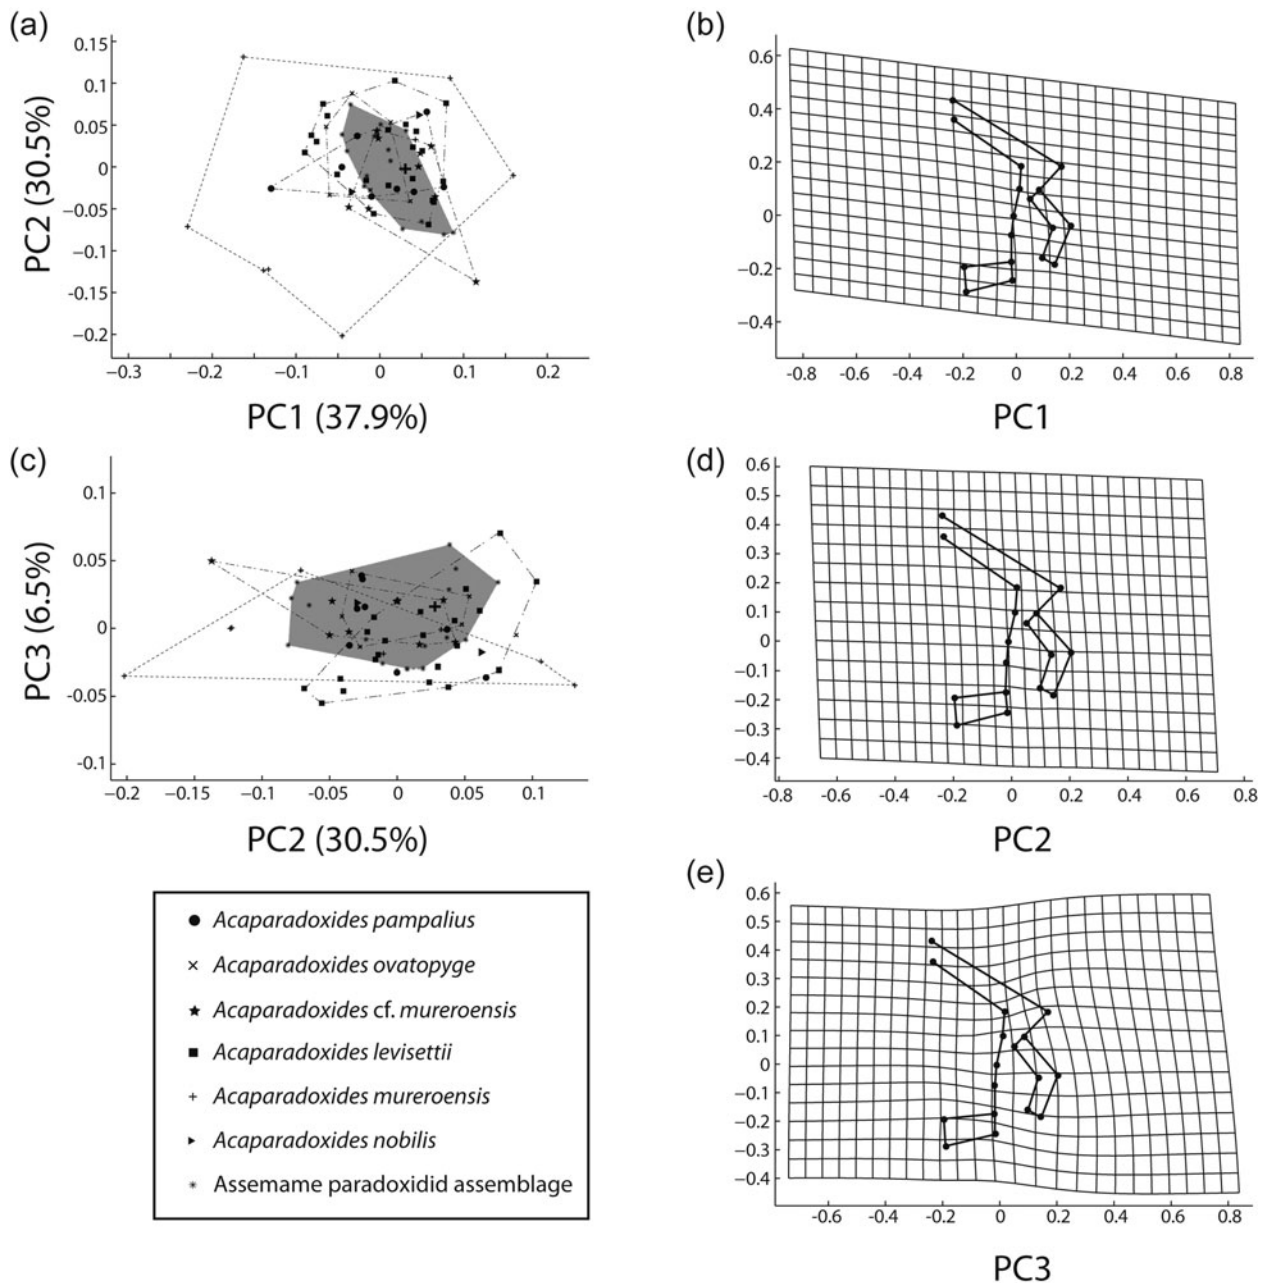 (a)
0.15
0.1
0.05
0
−0.05
−0.1
−0.15
−0.2
PC2 (30.5%)
−0.3 −0.2 −0.1 0 0.1 0.2
PC1 (37.9%)
(b)
0.6
0.4
0.2
0
−0.2
−0.4
-0.8 -0.6 -0.4 -0.2 0 0.2 0.4 0.6 0.8
PC1
(c)
0.1
0.05
0
−0.05
-0.1
PC3 (6.5%)
−0.2 −0.15 −0.1 −0.05 0 0.05 0.1
PC2 (30.5%)
(d)
0.6
0.5
0.4
0.3
0.2
0.1
0
−0.1
−0.2
−0.3
−0.4
-0.8 -0.6 -0.4 -0.2 0 0.2 0.4 0.6 0.8
PC2
(e)
0.6
0.5
0.4
0.3
0.2
0.1
0
−0.1
−0.2
−0.3
−0.4
-0.6 -0.4 -0.2 0 0.2 0.4 0.6 0.8
PC3
Acaparadoxides pampalius
Acaparadoxides ovatopyge
Acaparadoxides cf. mureroensis
Acaparadoxides levisettii
Acaparadoxides mureroensis
Acaparadoxides nobilis
Assemame paradoxidid assemblage